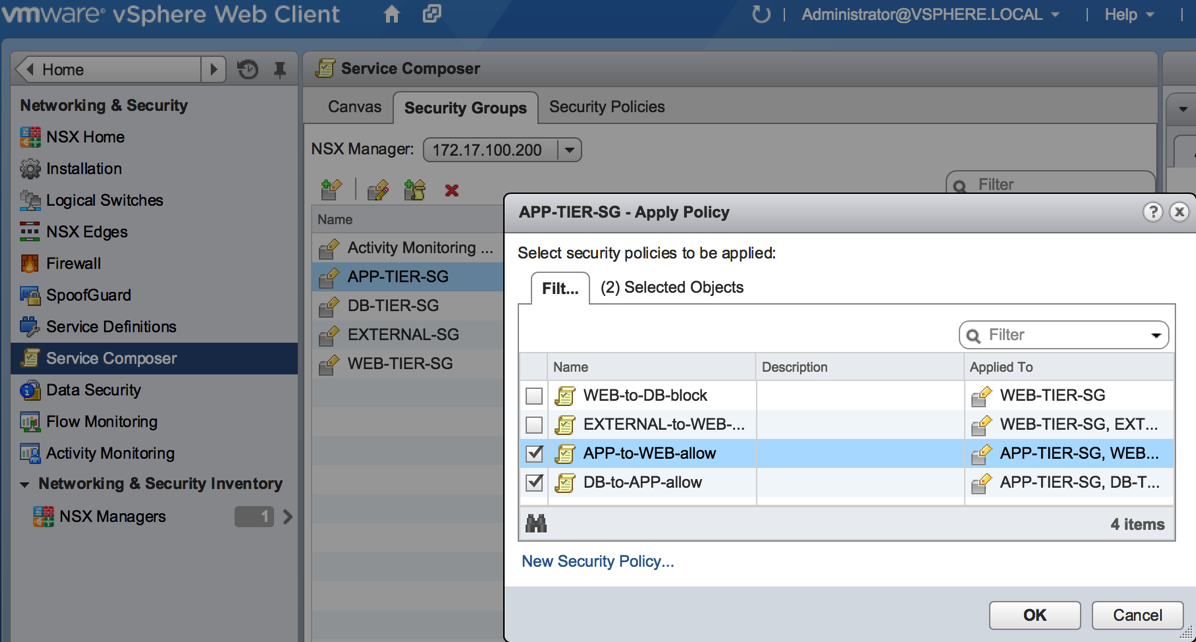 vmware® vSphere Web Client
Administrator@VSPHERE.LOCAL
Help
Home
Networking & Security
NSX Home
Installation
Logical Switches
NSX Edges
Firewall
SpoofGuard
Service Definitions
Service Composer
Data Security
Flow Monitoring
Activity Monitoring
Networking & Security Inventory
NSX Managers 1
Service Composer
Canvas Security Groups Security Policies
NSX Manager: 172.17.100.200
Filter
Name
Activity Monitoring ...
APP-TIER-SG
DB-TIER-SG
EXTERNAL-SG
WEB-TIER-SG
APP-TIER-SG - Apply Policy
?
Select security policies to be applied:
Filt... (2) Selected Objects
Filter
Name Description Applied To
WEB-to-DB-block WEB-TIER-SG
EXTERNAL-to-WEB-... WEB-TIER-SG, EXT...
APP-to-WEB-allow APP-TIER-SG, WEB...
DB-to-APP-allow APP-TIER-SG, DB-T...
4 items
New Security Policy...
OK Cancel